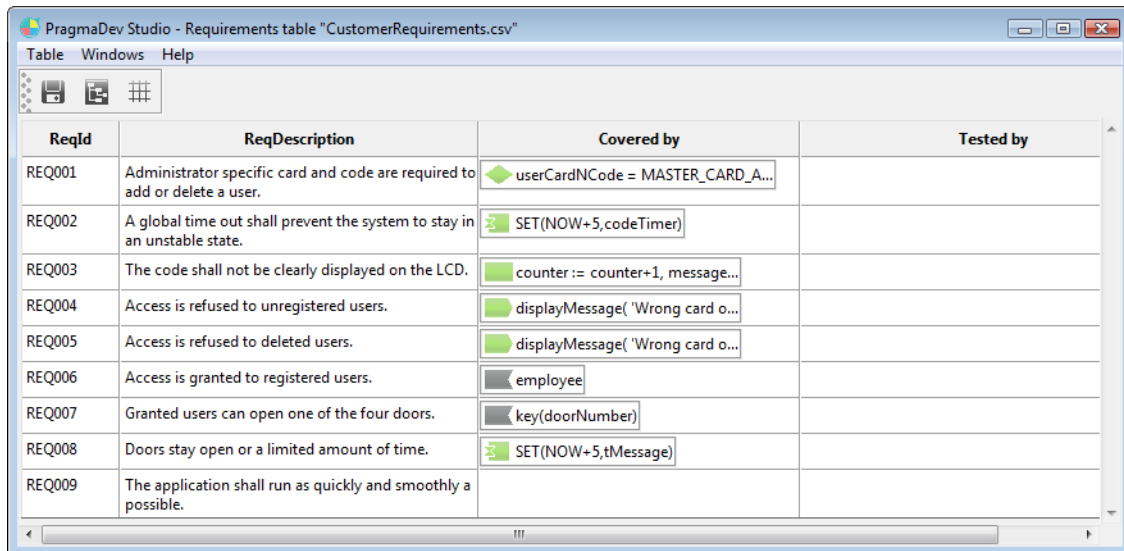 PragmaDev Studio - Requirements table "CustomerRequirements.csv"
Table Windows Help
ReqId ReqDescription Covered by Tested by
REQ001 Administrator specific card and code are required to userCardNCode = MASTER_CARD_A...
add or delete a user.
REQ002 A global time out shall prevent the system to stay in SET(NOW+5,codeTimer)
an unstable state.
REQ003 The code shall not be clearly displayed on the LCD. counter := counter+1, message...
REQ004 Access is refused to unregistered users. displayMessage( 'Wrong card o...
REQ005 Access is refused to deleted users. displayMessage( 'Wrong card o...
REQ006 Access is granted to registered users. employee
REQ007 Granted users can open one of the four doors. key(doorNumber)
REQ008 Doors stay open or a limited amount of time. SET(NOW+5,tMessage)
REQ009 The application shall run as quickly and smoothly a
possible.